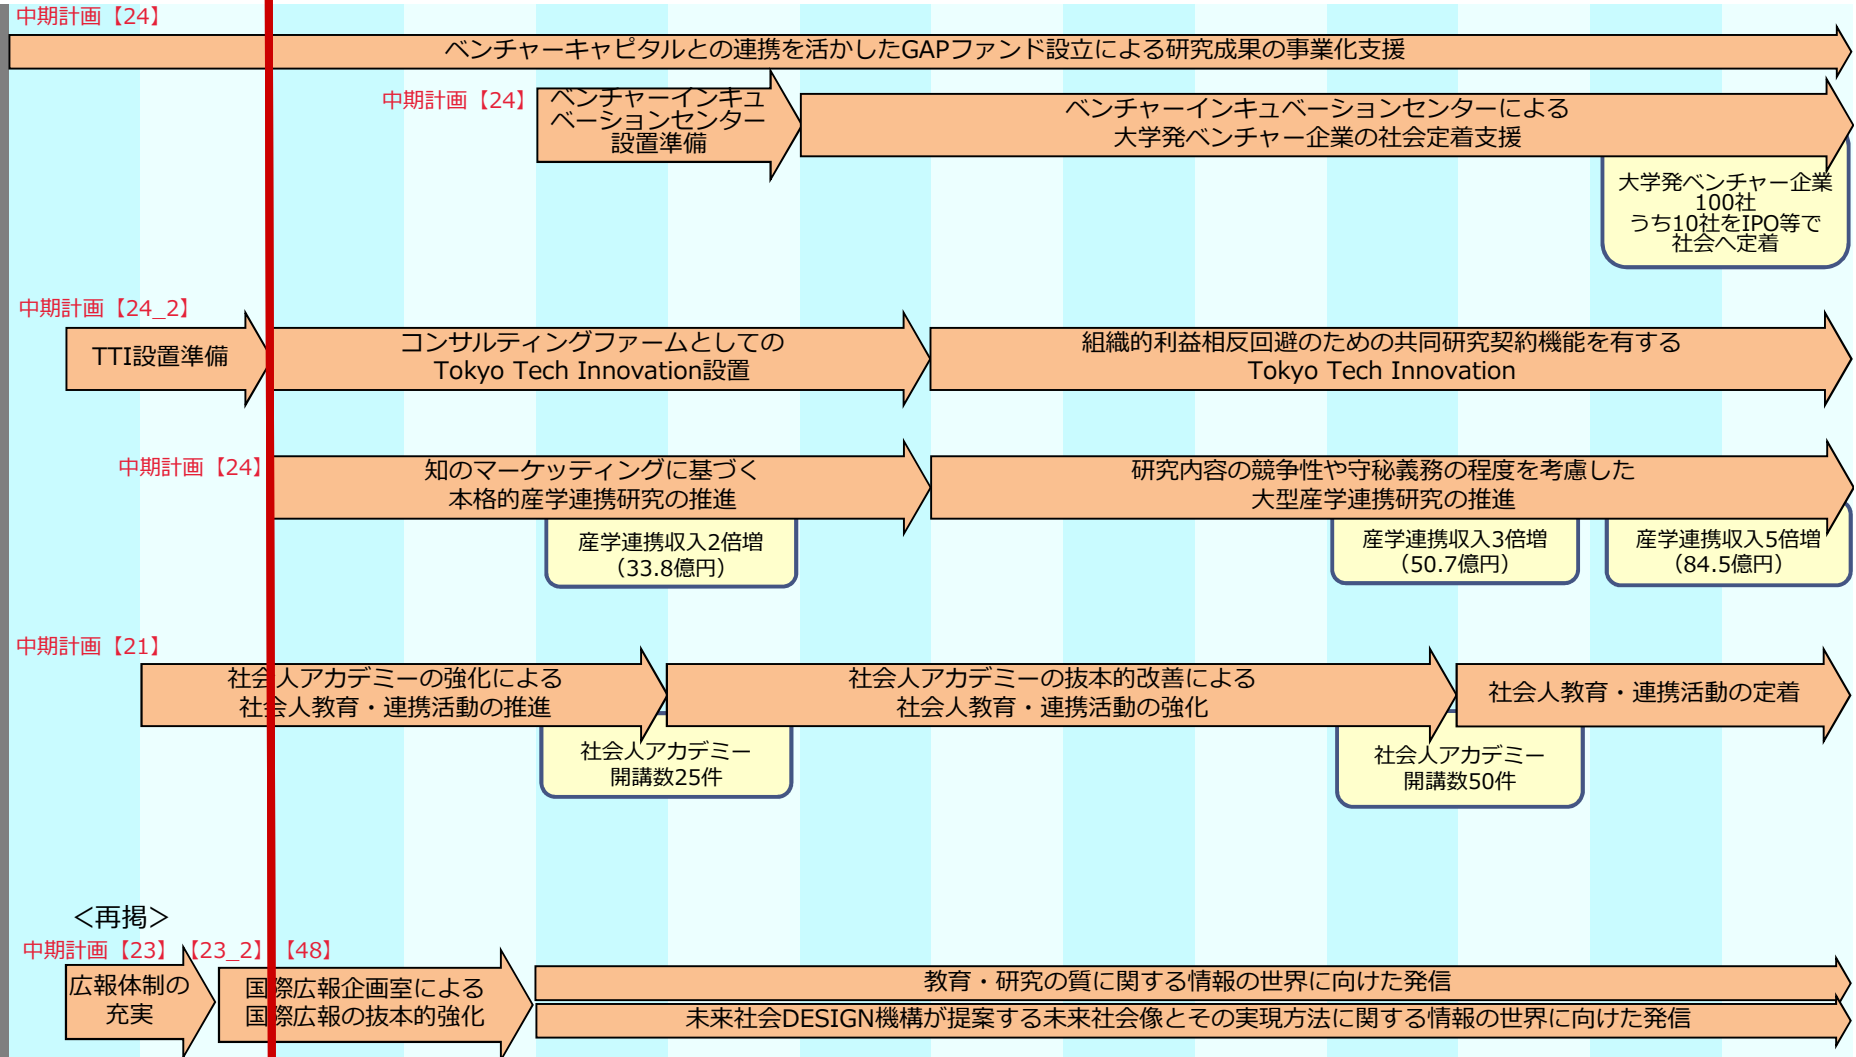 中期計画【24】
ベンチャーキャピタルとの連携を活かしたGAPファンド設立による研究成果の事業化支援
中期計画【24】
ベンチャーインキュ
ベーションセンター
設置準備
ベンチャーインキュベーションセンターによる
大学発ベンチャー企業の社会定着支援
大学発ベンチャー企業
100社
うち10社をIPO等で
社会へ定着
中期計画【24_2】
TTI設置準備
コンサルティングファームとしての
Tokyo Tech Innovation設置
組織的利益相反回避のための共同研究契約機能を有する
Tokyo Tech Innovation
中期計画【24】
知のマーケッティングに基づく
本格的産学連携研究の推進
研究内容の競争性や守秘義務の程度を考慮した
大型産学連携研究の推進
産学連携収入2倍増
（33.8億円）
産学連携収入3倍増
（50.7億円）
産学連携収入5倍増
（84.5億円）
中期計画【21】
社会人アカデミーの強化による
社会人教育・連携活動の推進
社会人アカデミーの抜本的改善による
社会人教育・連携活動の強化
社会人教育・連携活動の定着
社会人アカデミー
開講数25件
社会人アカデミー
開講数50件
＜再掲＞
中期計画【23】【23_2】【48】
広報体制の
充実
国際広報企画室による
国際広報の抜本的強化
教育・研究の質に関する情報の世界に向けた発信
未来社会DESIGN機構が提案する未来社会像とその実現方法に関する情報の世界に向けた発信